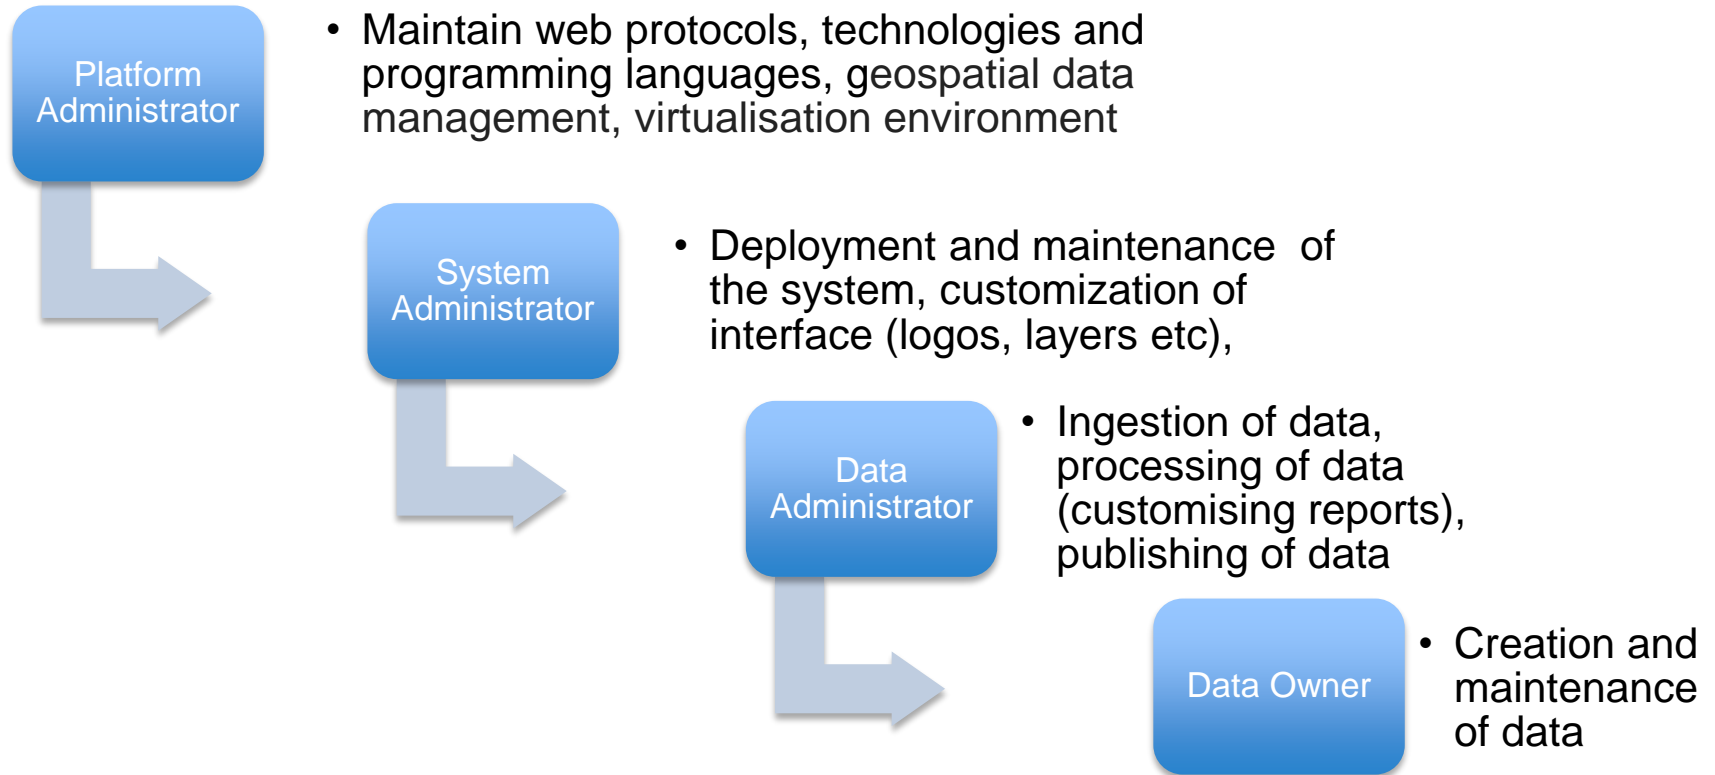 Platform
Administrator
• Maintain web protocols, technologies and
programming languages, geospatial data
management, virtualisation environment
System
Administrator
• Deployment and maintenance  of
the system, customization of
interface (logos, layers etc),
Data
Administrator
• Ingestion of data,
processing of data
(customising reports),
publishing of data
Data Owner
• Creation and
maintenance
of data